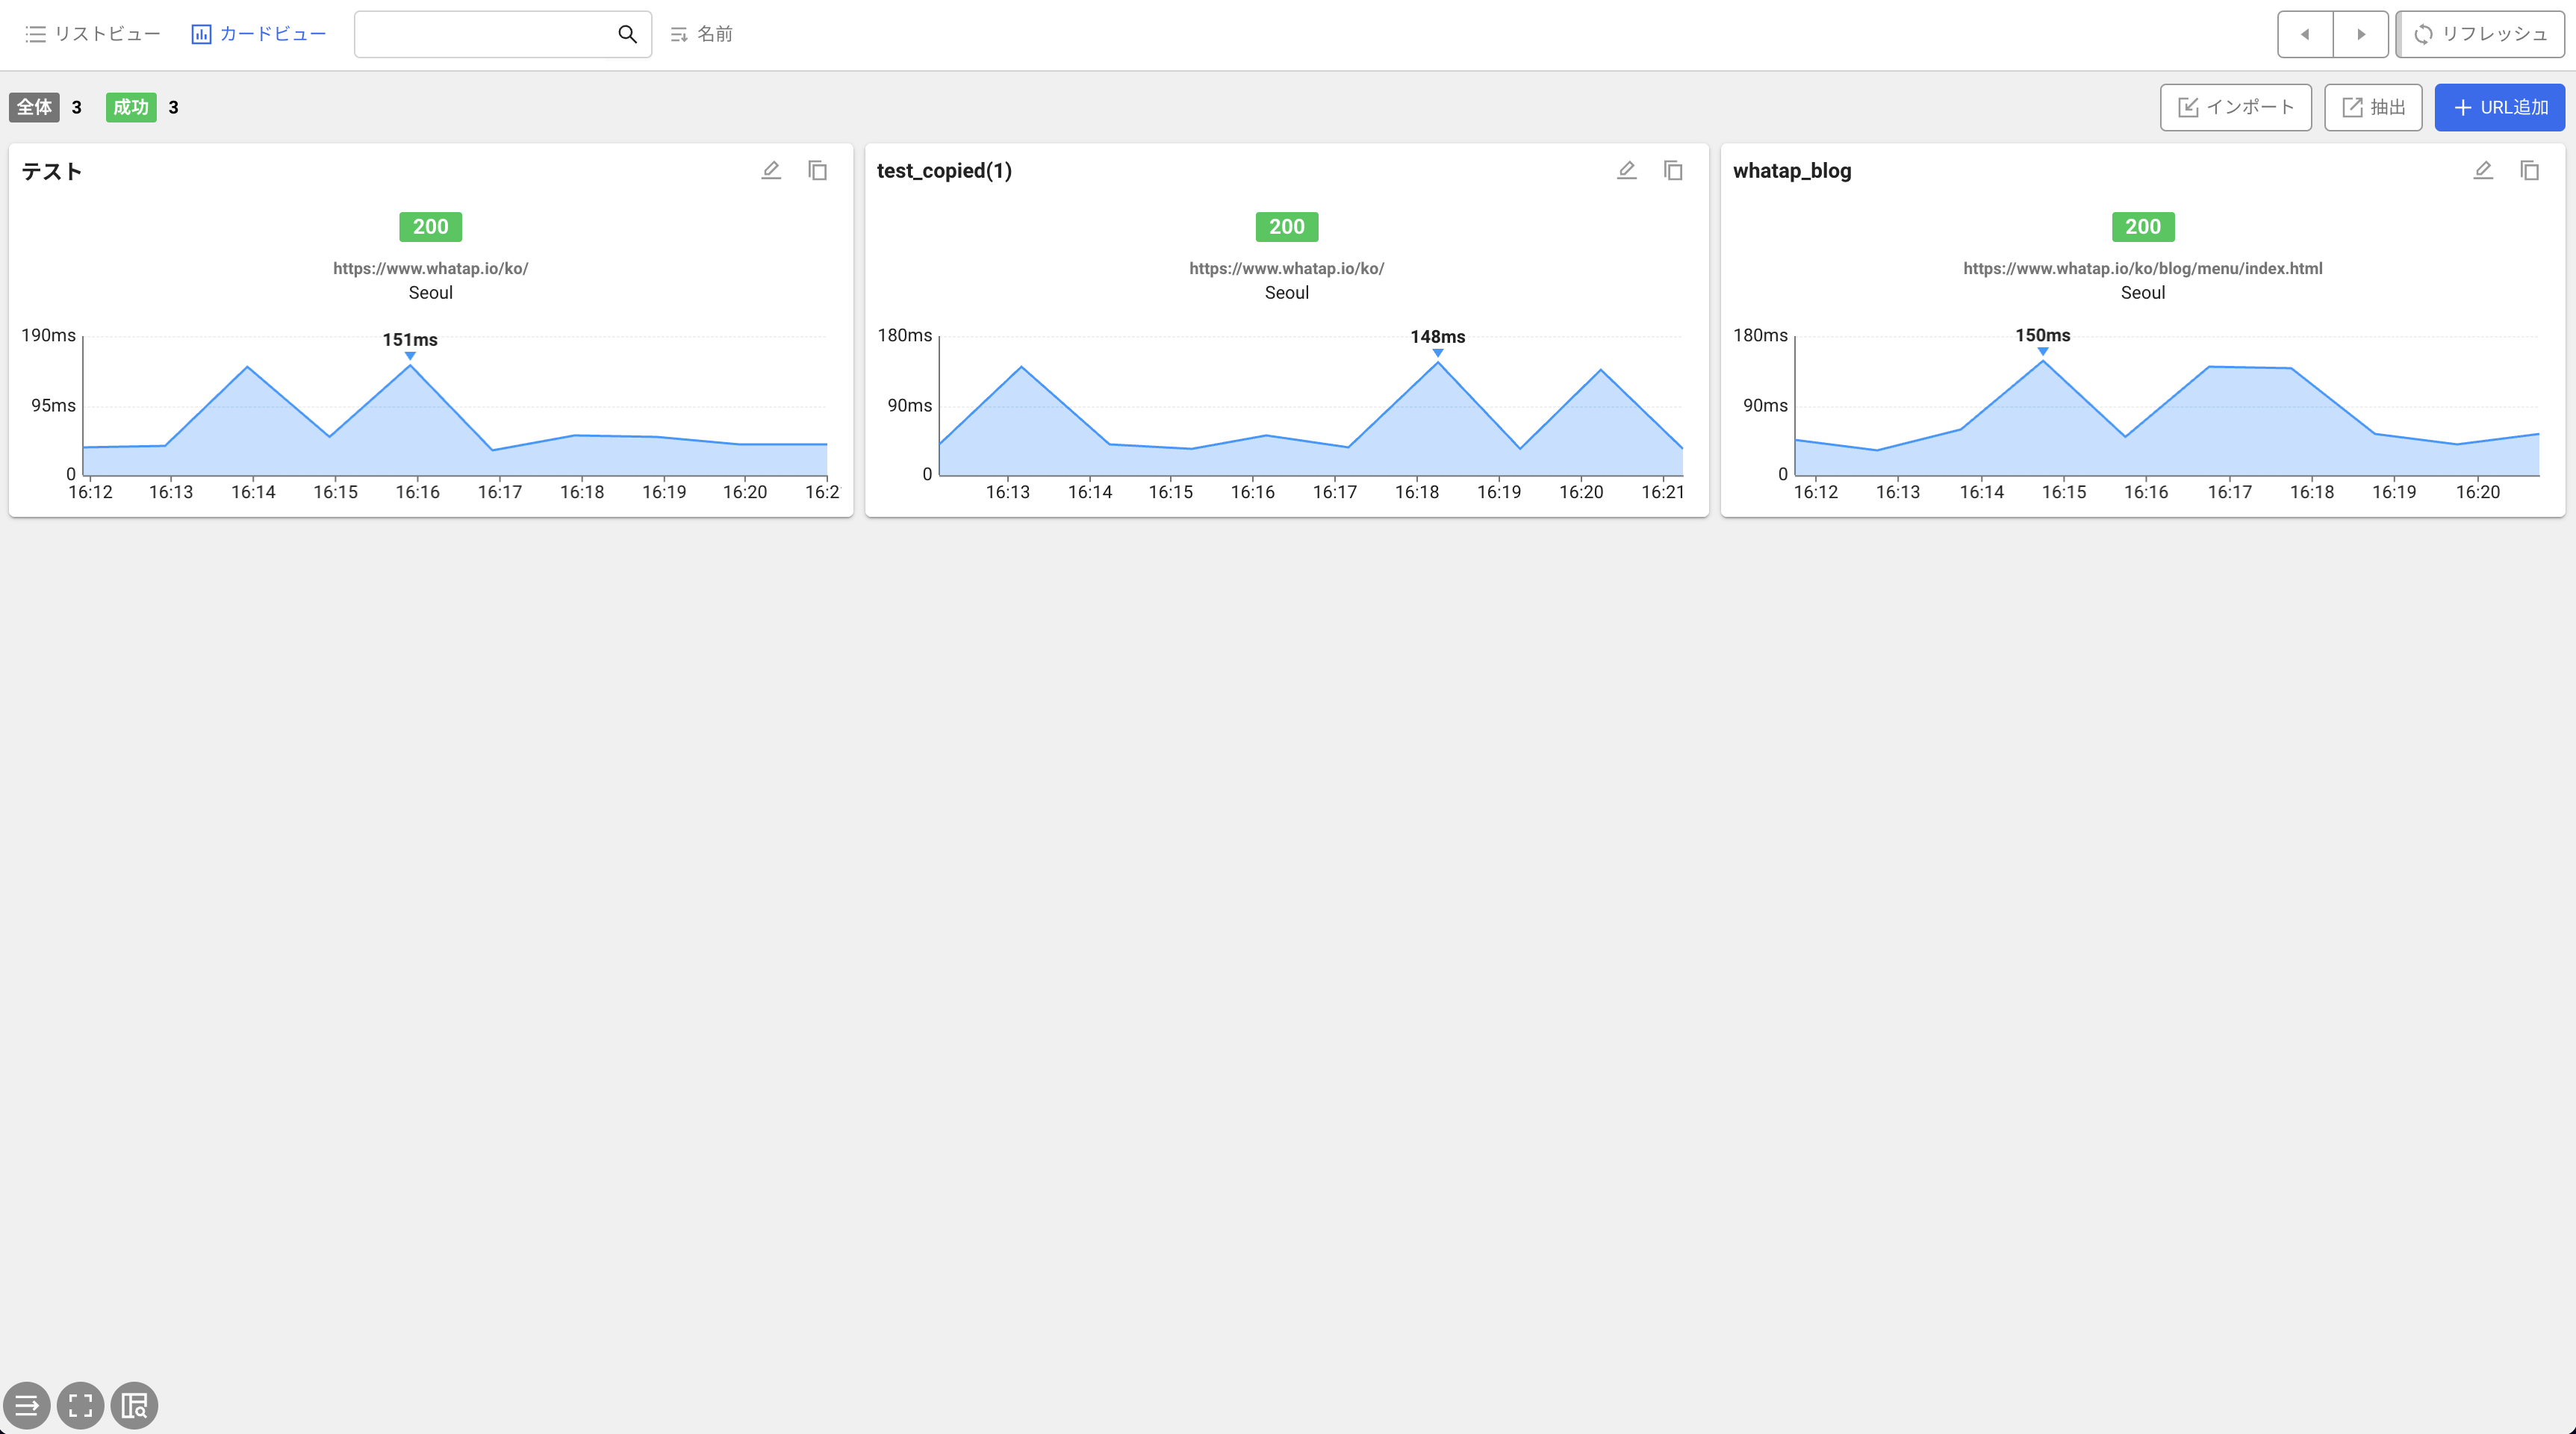 リストビュー カードビュー 名前 リフレッシュ
全体 3 成功 3 インポート 抽出 URL追加
テスト
200
https://www.whatap.io/ko/
Seoul
190ms
151ms
95ms
0
16:12 16:13 16:14 16:15 16:16 16:17 16:18 16:19 16:20 16:2
test_copied(1)
200
https://www.whatap.io/ko/
Seoul
180ms
148ms
90ms
0
16:13 16:14 16:15 16:16 16:17 16:18 16:19 16:20 16:21
whatap_blog
200
https://www.whatap.io/ko/blog/menu/index.html
Seoul
180ms
150ms
90ms
0
16:12 16:13 16:14 16:15 16:16 16:17 16:18 16:19 16:20